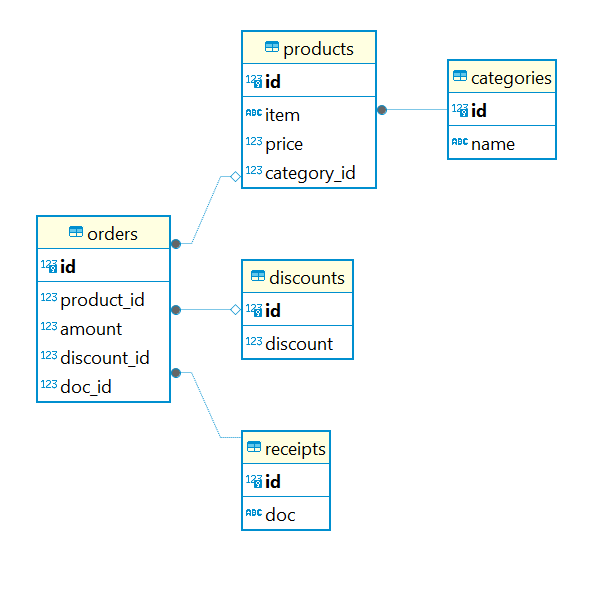 products
123 id
ABC item
123 price
123 category_id
categories
123 id
ABC name
orders
123 id
123 product_id
123 amount
123 discount_id
123 doc_id
discounts
123 id
123 discount
receipts
123 id
ABC doc